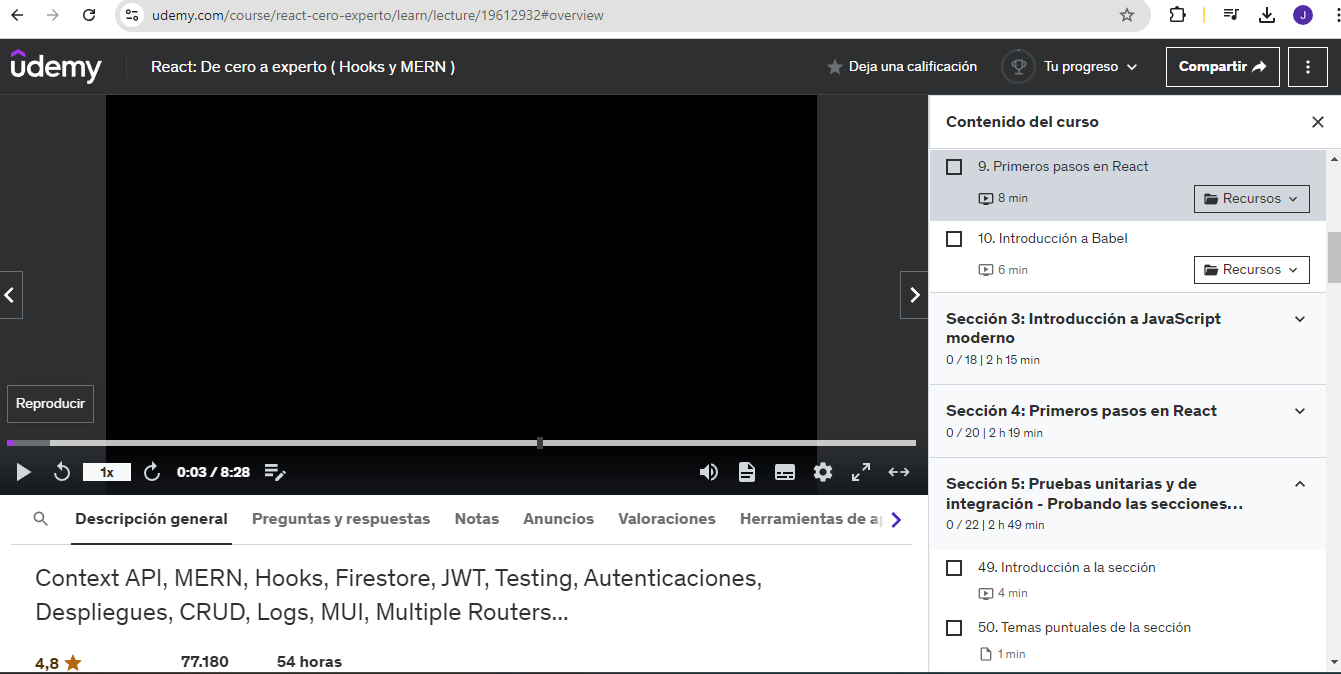 udemy.com/course/react-cero-experto/learn/lecture/19612932#overview
J
ûdemy
React: De cero a experto ( Hooks y MERN )
Deja una calificación
Tu progreso
Compartir
Contenido del curso
9. Primeros pasos en React
8 min
Recursos
10. Introducción a Babel
6 min
Recursos
Sección 3: Introducción a JavaScript
moderno
0 / 18 | 2 h 15 min
Sección 4: Primeros pasos en React
0 / 20 | 2 h 19 min
Sección 5: Pruebas unitarias y de
integración - Probando las secciones...
0 / 22 | 2 h 49 min
49. Introducción a la sección
4 min
50. Temas puntuales de la sección
1 min
Reproducir
1x
0:03 / 8:28
Descripción general
Preguntas y respuestas
Notas
Anuncios
Valoraciones
Herramientas de a
Context API, MERN, Hooks, Firestore, JWT, Testing, Autenticaciones,
Despliegues, CRUD, Logs, MUI, Multiple Routers...
4,8
77.180
54 horas